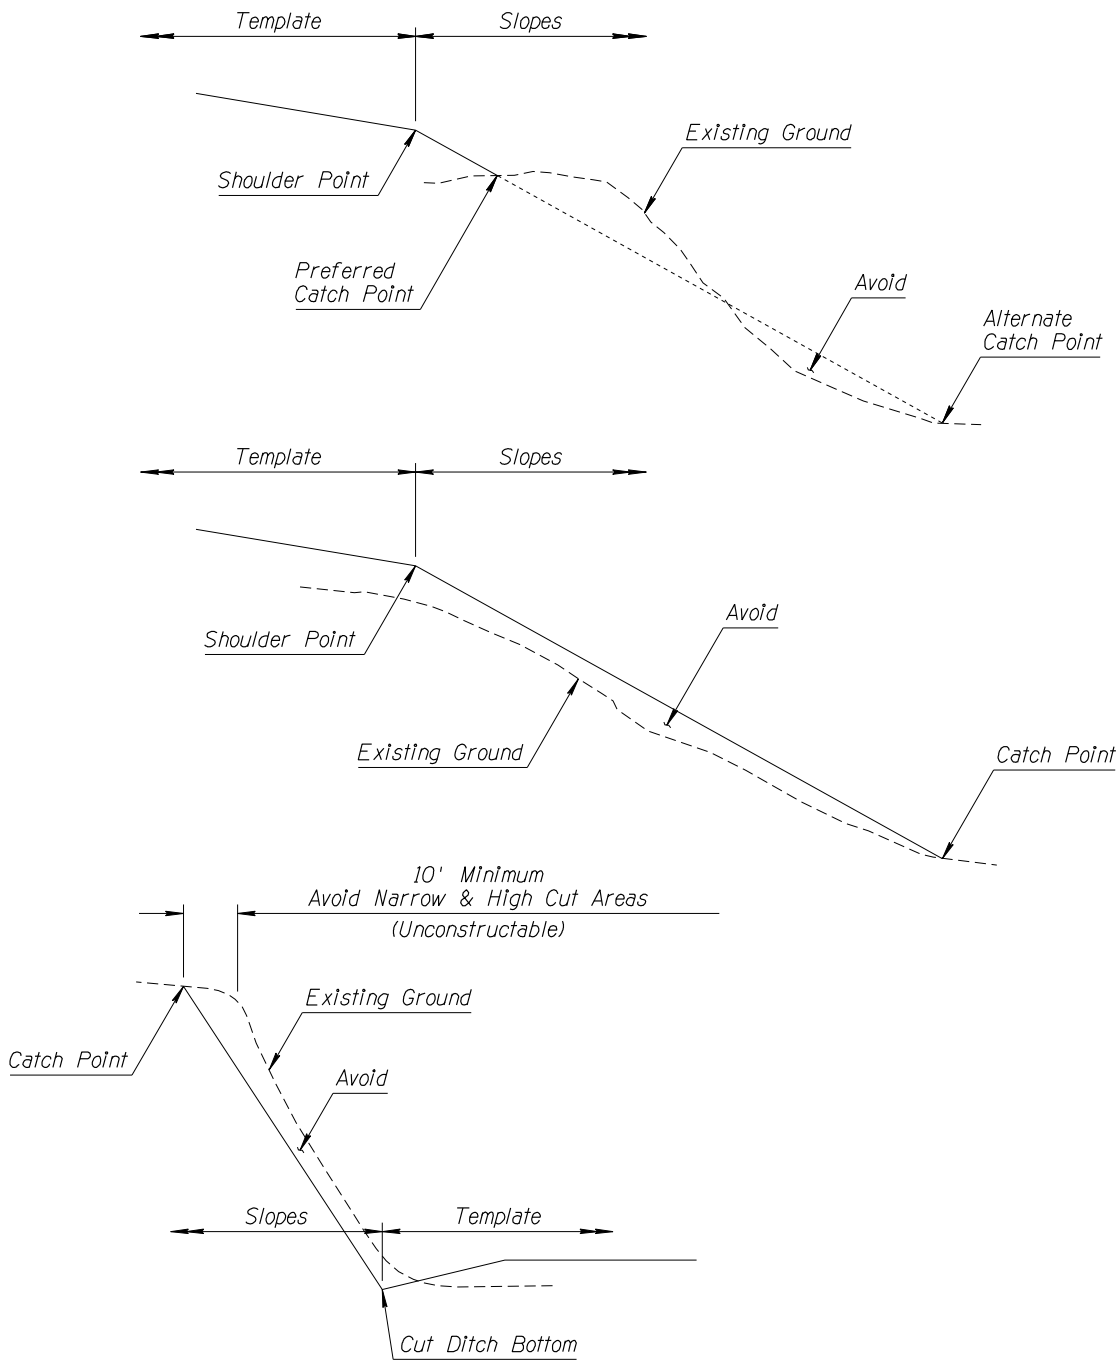 Template
Slopes
Existing Ground
Shoulder Point
Preferred
Catch Point
Avoid
Alternate
Catch Point
Template
Slopes
Avoid
Shoulder Point
Existing Ground
Catch Point
10' Minimum
Avoid Narrow & High Cut Areas
(Unconstructable)
Existing Ground
Catch Point
Avoid
Slopes
Template
Cut Ditch Bottom